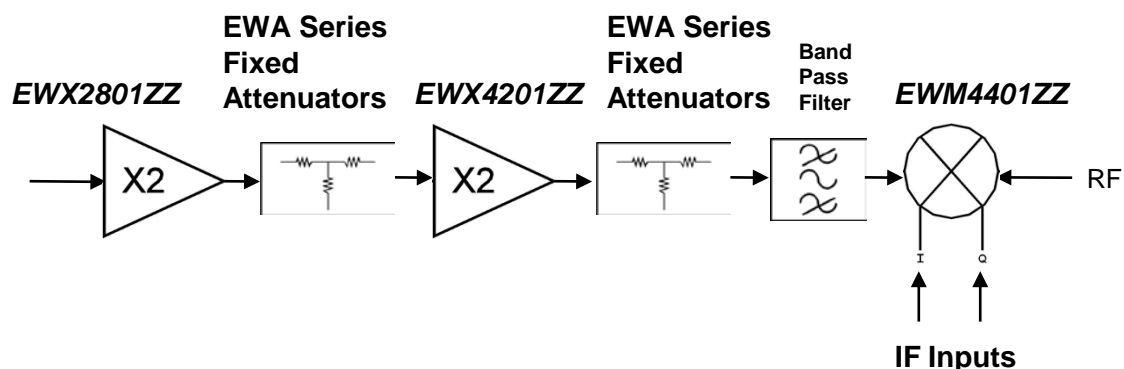 EWX2801ZZ
EWA Series
Fixed
Attenuators
EWX4201ZZ
EWA Series
Fixed
Attenuators
Band
Pass
Filter
EWM4401ZZ
X2
X2
RF
I
Q
IF Inputs